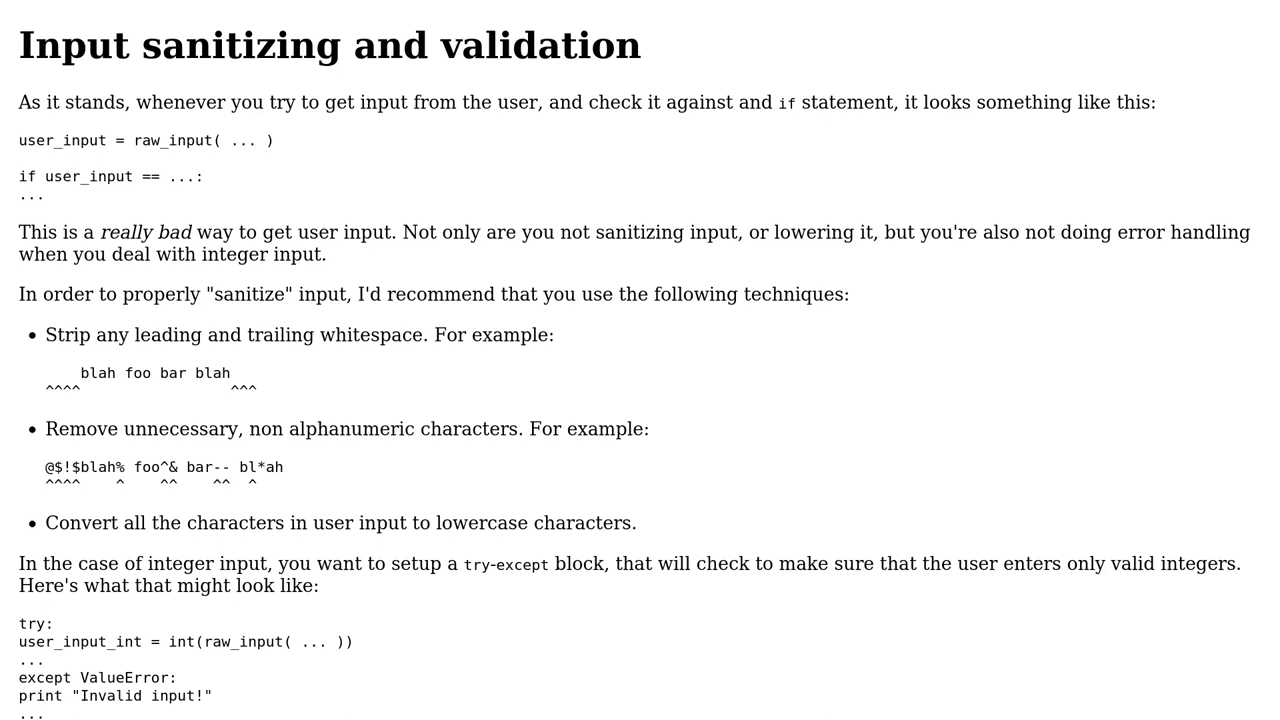 Input sanitizing and validation
As it stands, whenever you try to get input from the user, and check it against and if statement, it looks something like this:
user_input = raw_input( ... )
if user_input == ...:
...
This is a really bad way to get user input. Not only are you not sanitizing input, or lowering it, but you're also not doing error handling
when you deal with integer input.
In order to properly "sanitize" input, I'd recommend that you use the following techniques:
• Strip any leading and trailing whitespace. For example:
    blah foo bar blah
^^^^                 ^^^
• Remove unnecessary, non alphanumeric characters. For example:
@$!$blah% foo^& bar-- bl*ah
^^^^    ^    ^^    ^^  ^
• Convert all the characters in user input to lowercase characters.
In the case of integer input, you want to setup a try-except block, that will check to make sure that the user enters only valid integers.
Here's what that might look like:
try:
user_input_int = int(raw_input( ... ))
...
except ValueError:
print "Invalid input!"
...